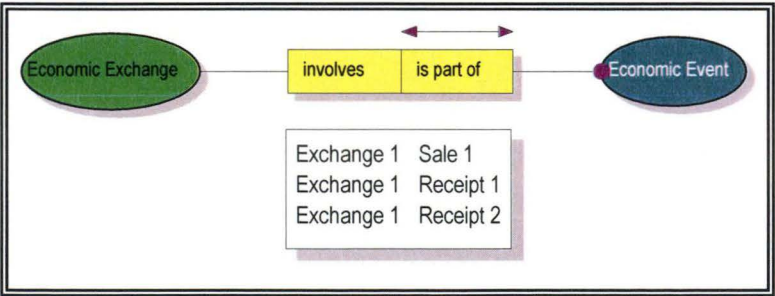 Economic Exchange involves is part of Economic Event
Exchange 1 Sale 1
Exchange 1 Receipt 1
Exchange 1 Receipt 2